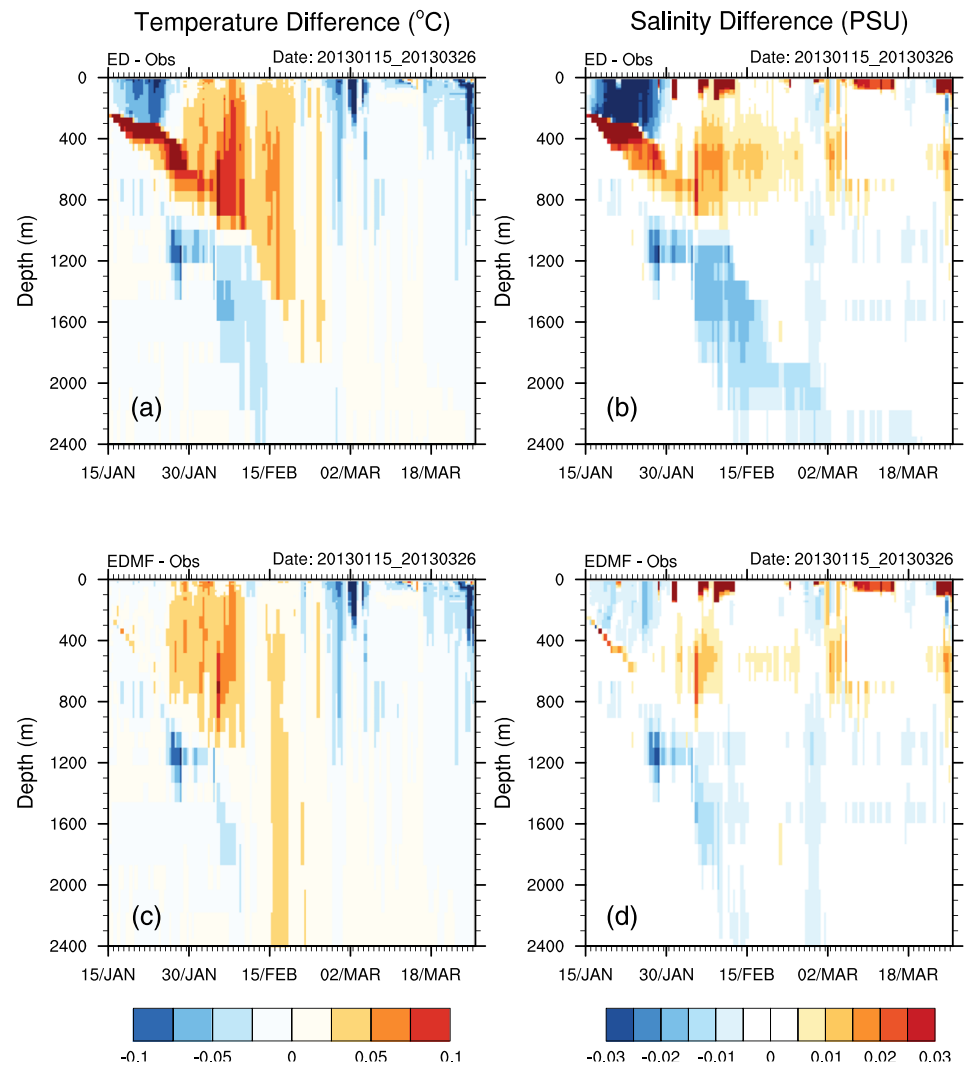 Temperature Difference (°C)
Salinity Difference (PSU)
ED - Obs
Date: 20130115_20130326
ED - Obs
Date: 20130115_20130326
0
400
800
1200
1600
2000
2400
Depth (m)
(a)
15/JAN 30/JAN 15/FEB 02/MAR 18/MAR
0
400
800
1200
1600
2000
2400
Depth (m)
(b)
15/JAN 30/JAN 15/FEB 02/MAR 18/MAR
EDMF - Obs
Date: 20130115_20130326
EDMF - Obs
Date: 20130115_20130326
0
400
800
1200
1600
2000
2400
Depth (m)
(c)
15/JAN 30/JAN 15/FEB 02/MAR 18/MAR
0
400
800
1200
1600
2000
2400
Depth (m)
(d)
15/JAN 30/JAN 15/FEB 02/MAR 18/MAR
-0.1 -0.05 0 0.05 0.1
-0.03 -0.02 -0.01 0 0.01 0.02 0.03